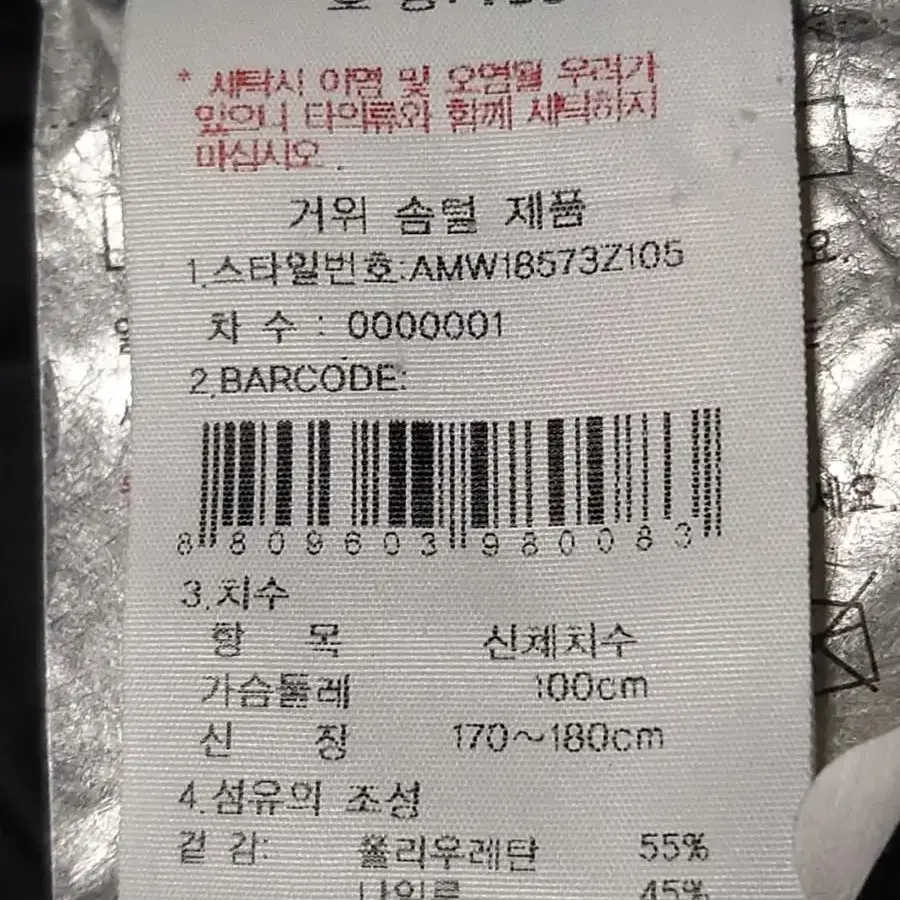 * 세탁시 이염 및 오염될 우려가
있으니 타의류와 함께 세탁하지
마십시오.
거위 솜털 제품
1.스타일번호:AMW18573Z105
차 수 : 0000001
2.BARCODE:
8 809603 980083
3.치수
항 목 신체치수
가슴둘레 100cm
신 장 170~180cm
4.섬유의 조성
겉 감: 폴리우레탄 55%
나일론 45%